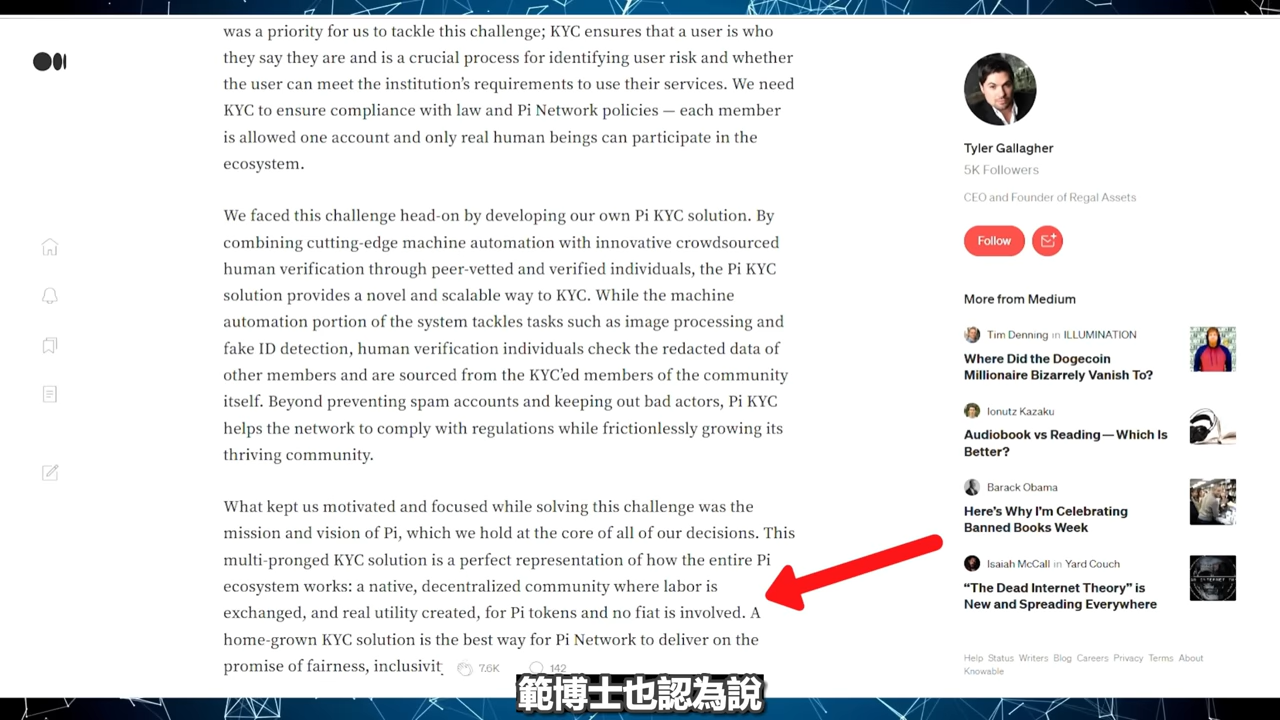 was a priority for us to tackle this challenge; KYC ensures that a user is who
they say they are and is a crucial process for identifying user risk and whether
the user can meet the institution's requirements to use their services. We need
KYC to ensure compliance with law and Pi Network policies — each member
is allowed one account and only real human beings can participate in the
ecosystem.
We faced this challenge head-on by developing our own Pi KYC solution. By
combining cutting-edge machine automation with innovative crowdsourced
human verification through peer-vetted and verified individuals, the Pi KYC
solution provides a novel and scalable way to KYC. While the machine
automation portion of the system tackles tasks such as image processing and
fake ID detection, human verification individuals check the redacted data of
other members and are sourced from the KYC'ed members of the community
itself. Beyond preventing spam accounts and keeping out bad actors, Pi KYC
helps the network to comply with regulations while frictionlessly growing its
thriving community.
What kept us motivated and focused while solving this challenge was the
mission and vision of Pi, which we hold at the core of all of our decisions. This
multi-pronged KYC solution is a perfect representation of how the entire Pi
ecosystem works: a native, decentralized community where labor is
exchanged, and real utility created, for Pi tokens and no fiat is involved. A
home-grown KYC solution is the best way for Pi Network to deliver on the
promise of fairness, inclusivit
7.6K 142
Tyler Gallagher
5K Followers
CEO and Founder of Regal Assets
Follow
More from Medium
Tim Denning in ILLUMINATION
Where Did the Dogecoin
Millionaire Bizarrely Vanish To?
Ionutz Kazaku
Audiobook vs Reading — Which Is
Better?
Barack Obama
Here's Why I'm Celebrating
Banned Books Week
Isaiah McCall in Yard Couch
“The Dead Internet Theory” is
New and Spreading Everywhere
Help Status Writers Blog Careers Privacy Terms About
Knowable
範博士也認為說